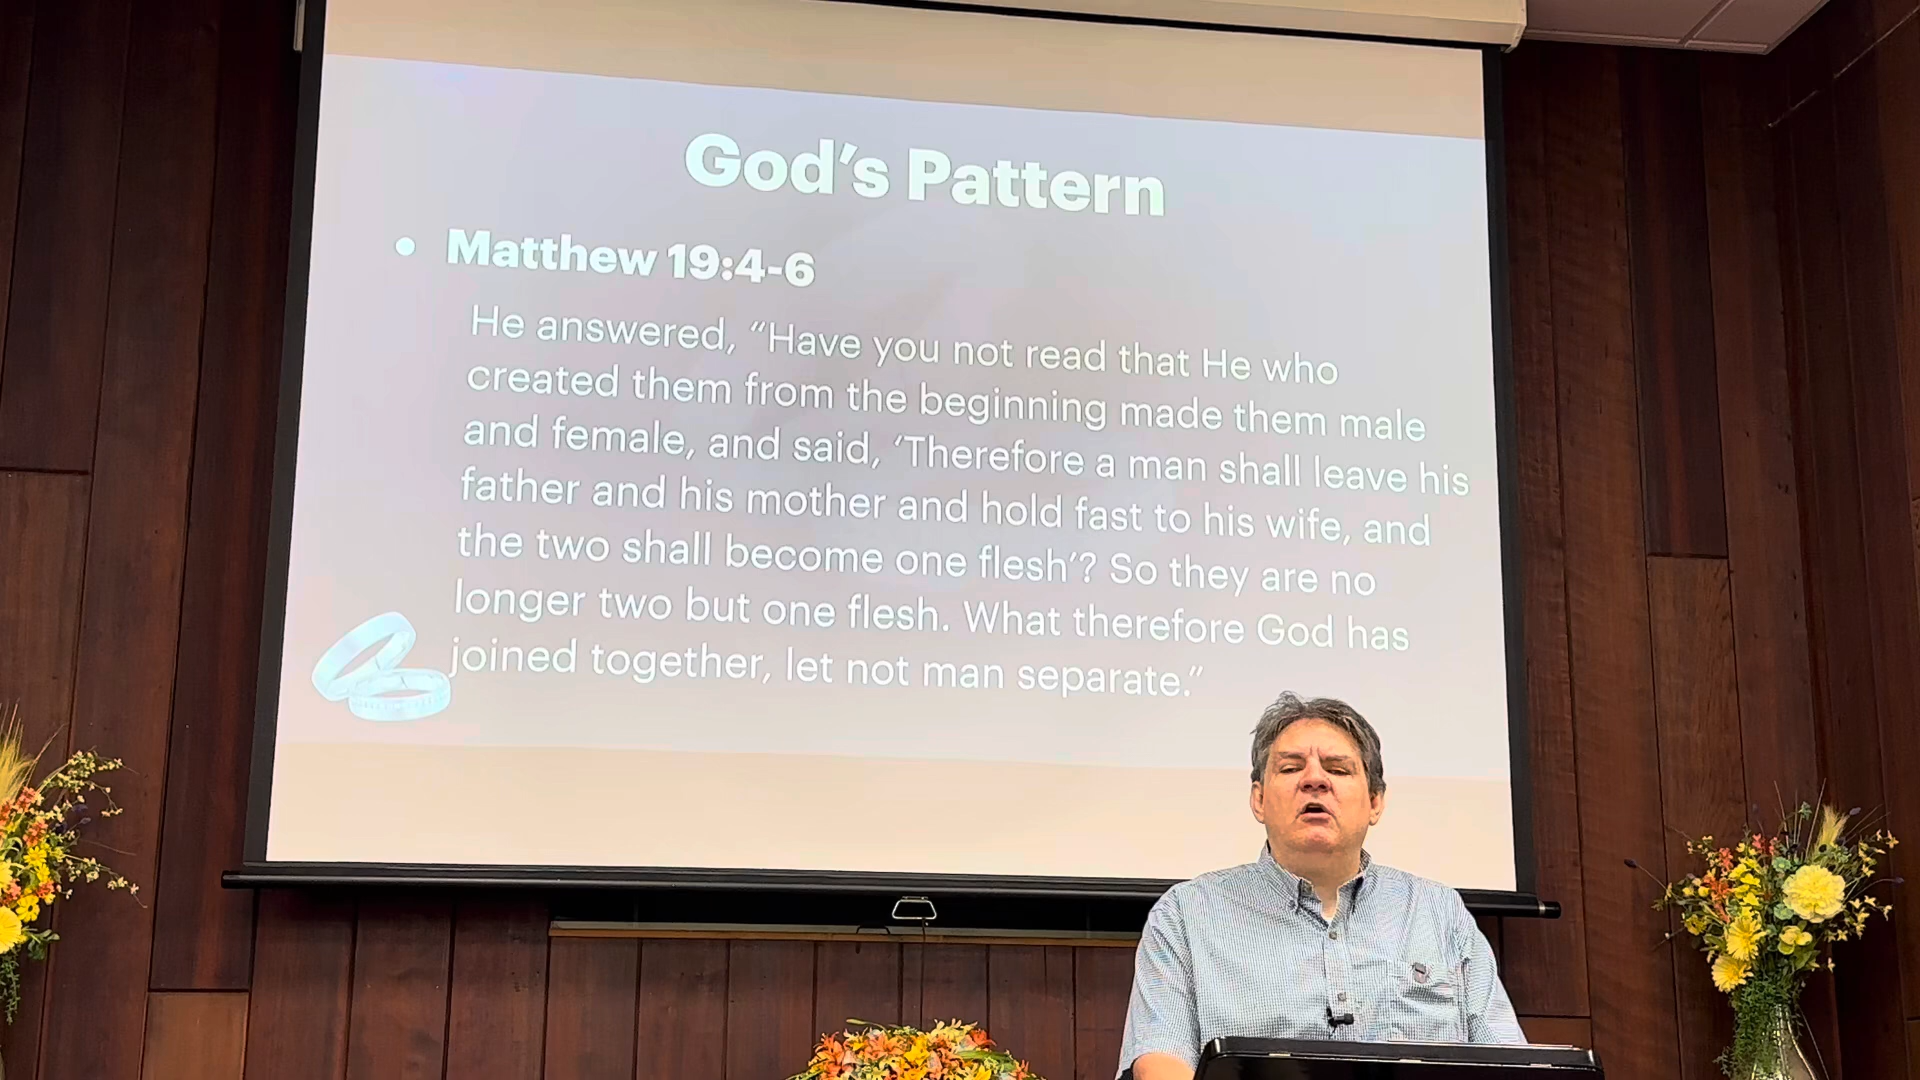 God’s Pattern
• Matthew 19:4-6
He answered, “Have you not read that He who
created them from the beginning made them male
and female, and said, ‘Therefore a man shall leave his
father and his mother and hold fast to his wife, and
the two shall become one flesh’? So they are no
longer two but one flesh. What therefore God has
joined together, let not man separate.”